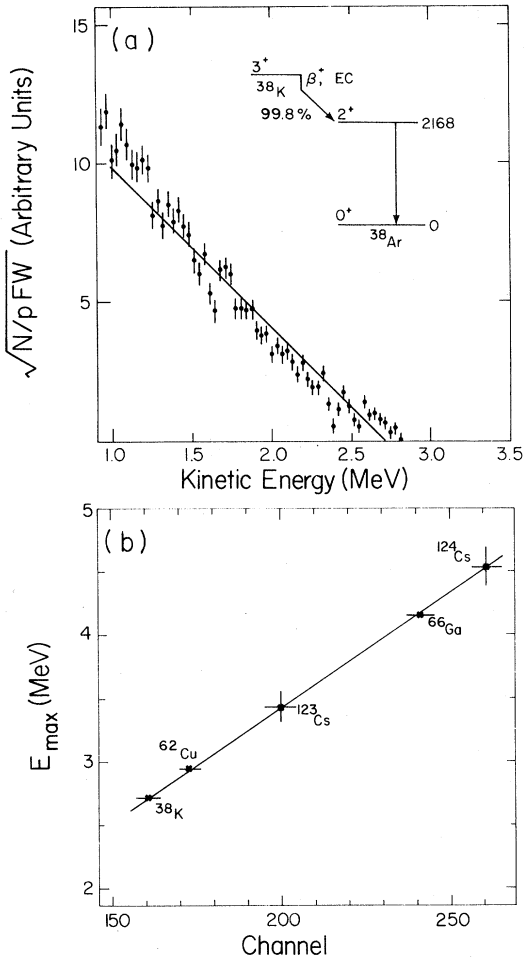 (a)
15
10
5
√N/pFW (Arbitrary Units)
3⁺
³⁸K
β⁺, EC
99.8%
2⁺
2168
0⁺
0
³⁸Ar
1.0 1.5 2.0 2.5 3.0 3.5
Kinetic Energy (MeV)
(b)
5
4
3
2
E_max (MeV)
¹²⁴Cs
⁶⁶Ga
¹²³Cs
⁶²Cu
³⁸K
150 200 250
Channel